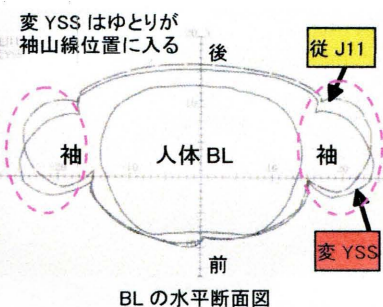 変 YSS はゆとりが
袖山線位置に入る
後
従 J11
袖
人体 BL
袖
変 YSS
前
BL の水平断面図